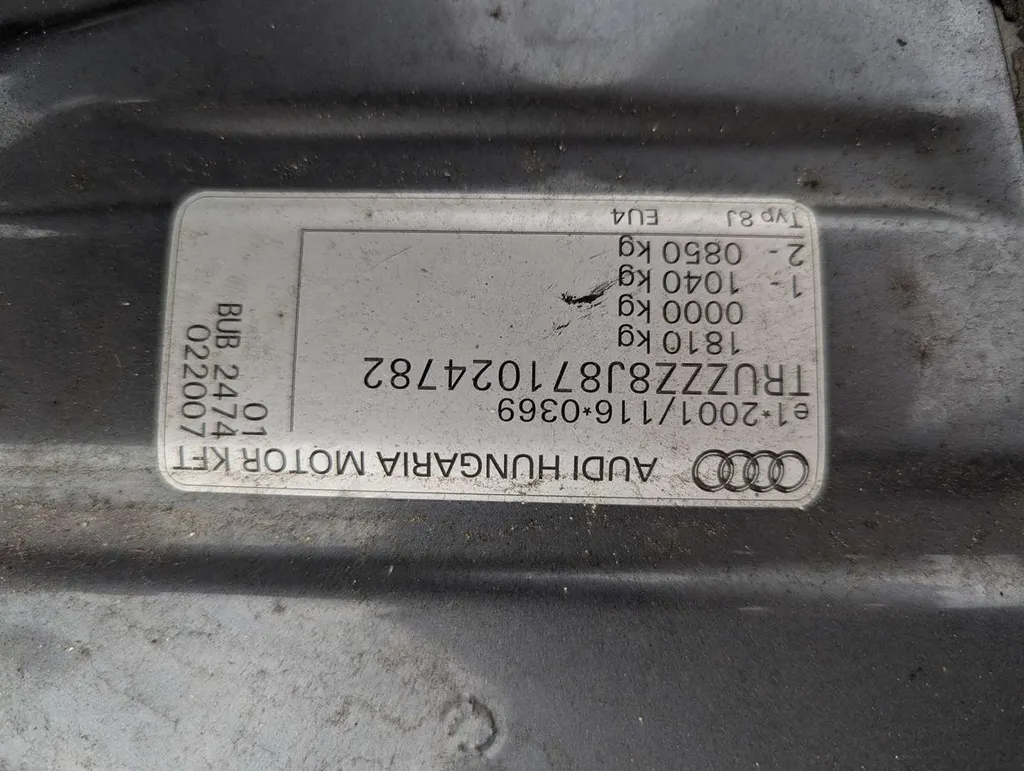 AUDI HUNGARIA MOTOR KFT
e1*2001/116*0369
TRUZZZ8J871024782
1810 kg
0000 kg
1 - 1040 kg
2 - 0850 kg
Typ 8J EU4
022007
01
BUB 2474